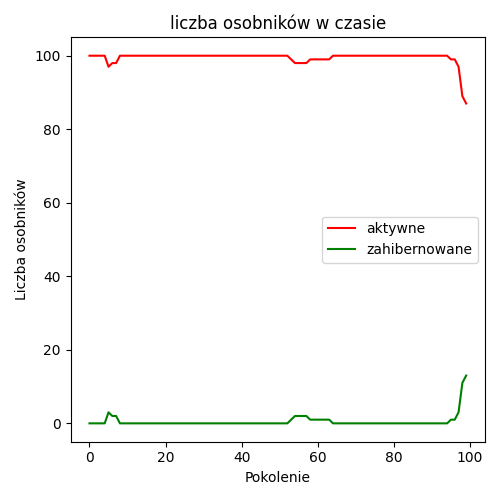 liczba osobników w czasie
Liczba osobników
100
80
60
40
20
0
aktywne
zahibernowane
0 20 40 60 80 100
Pokolenie